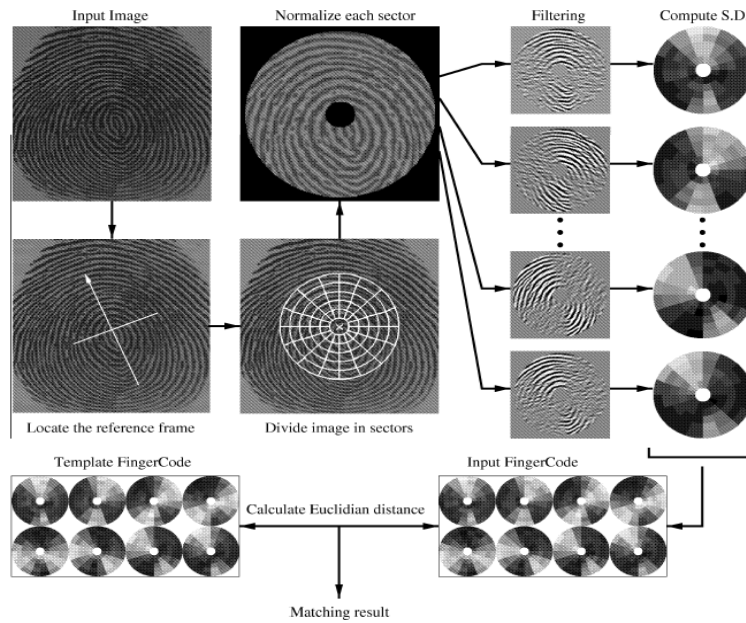 Input Image
Normalize each sector
Filtering
Compute S.D
Locate the reference frame
Divide image in sectors
Template FingerCode
Input FingerCode
Calculate Euclidian distance
Matching result